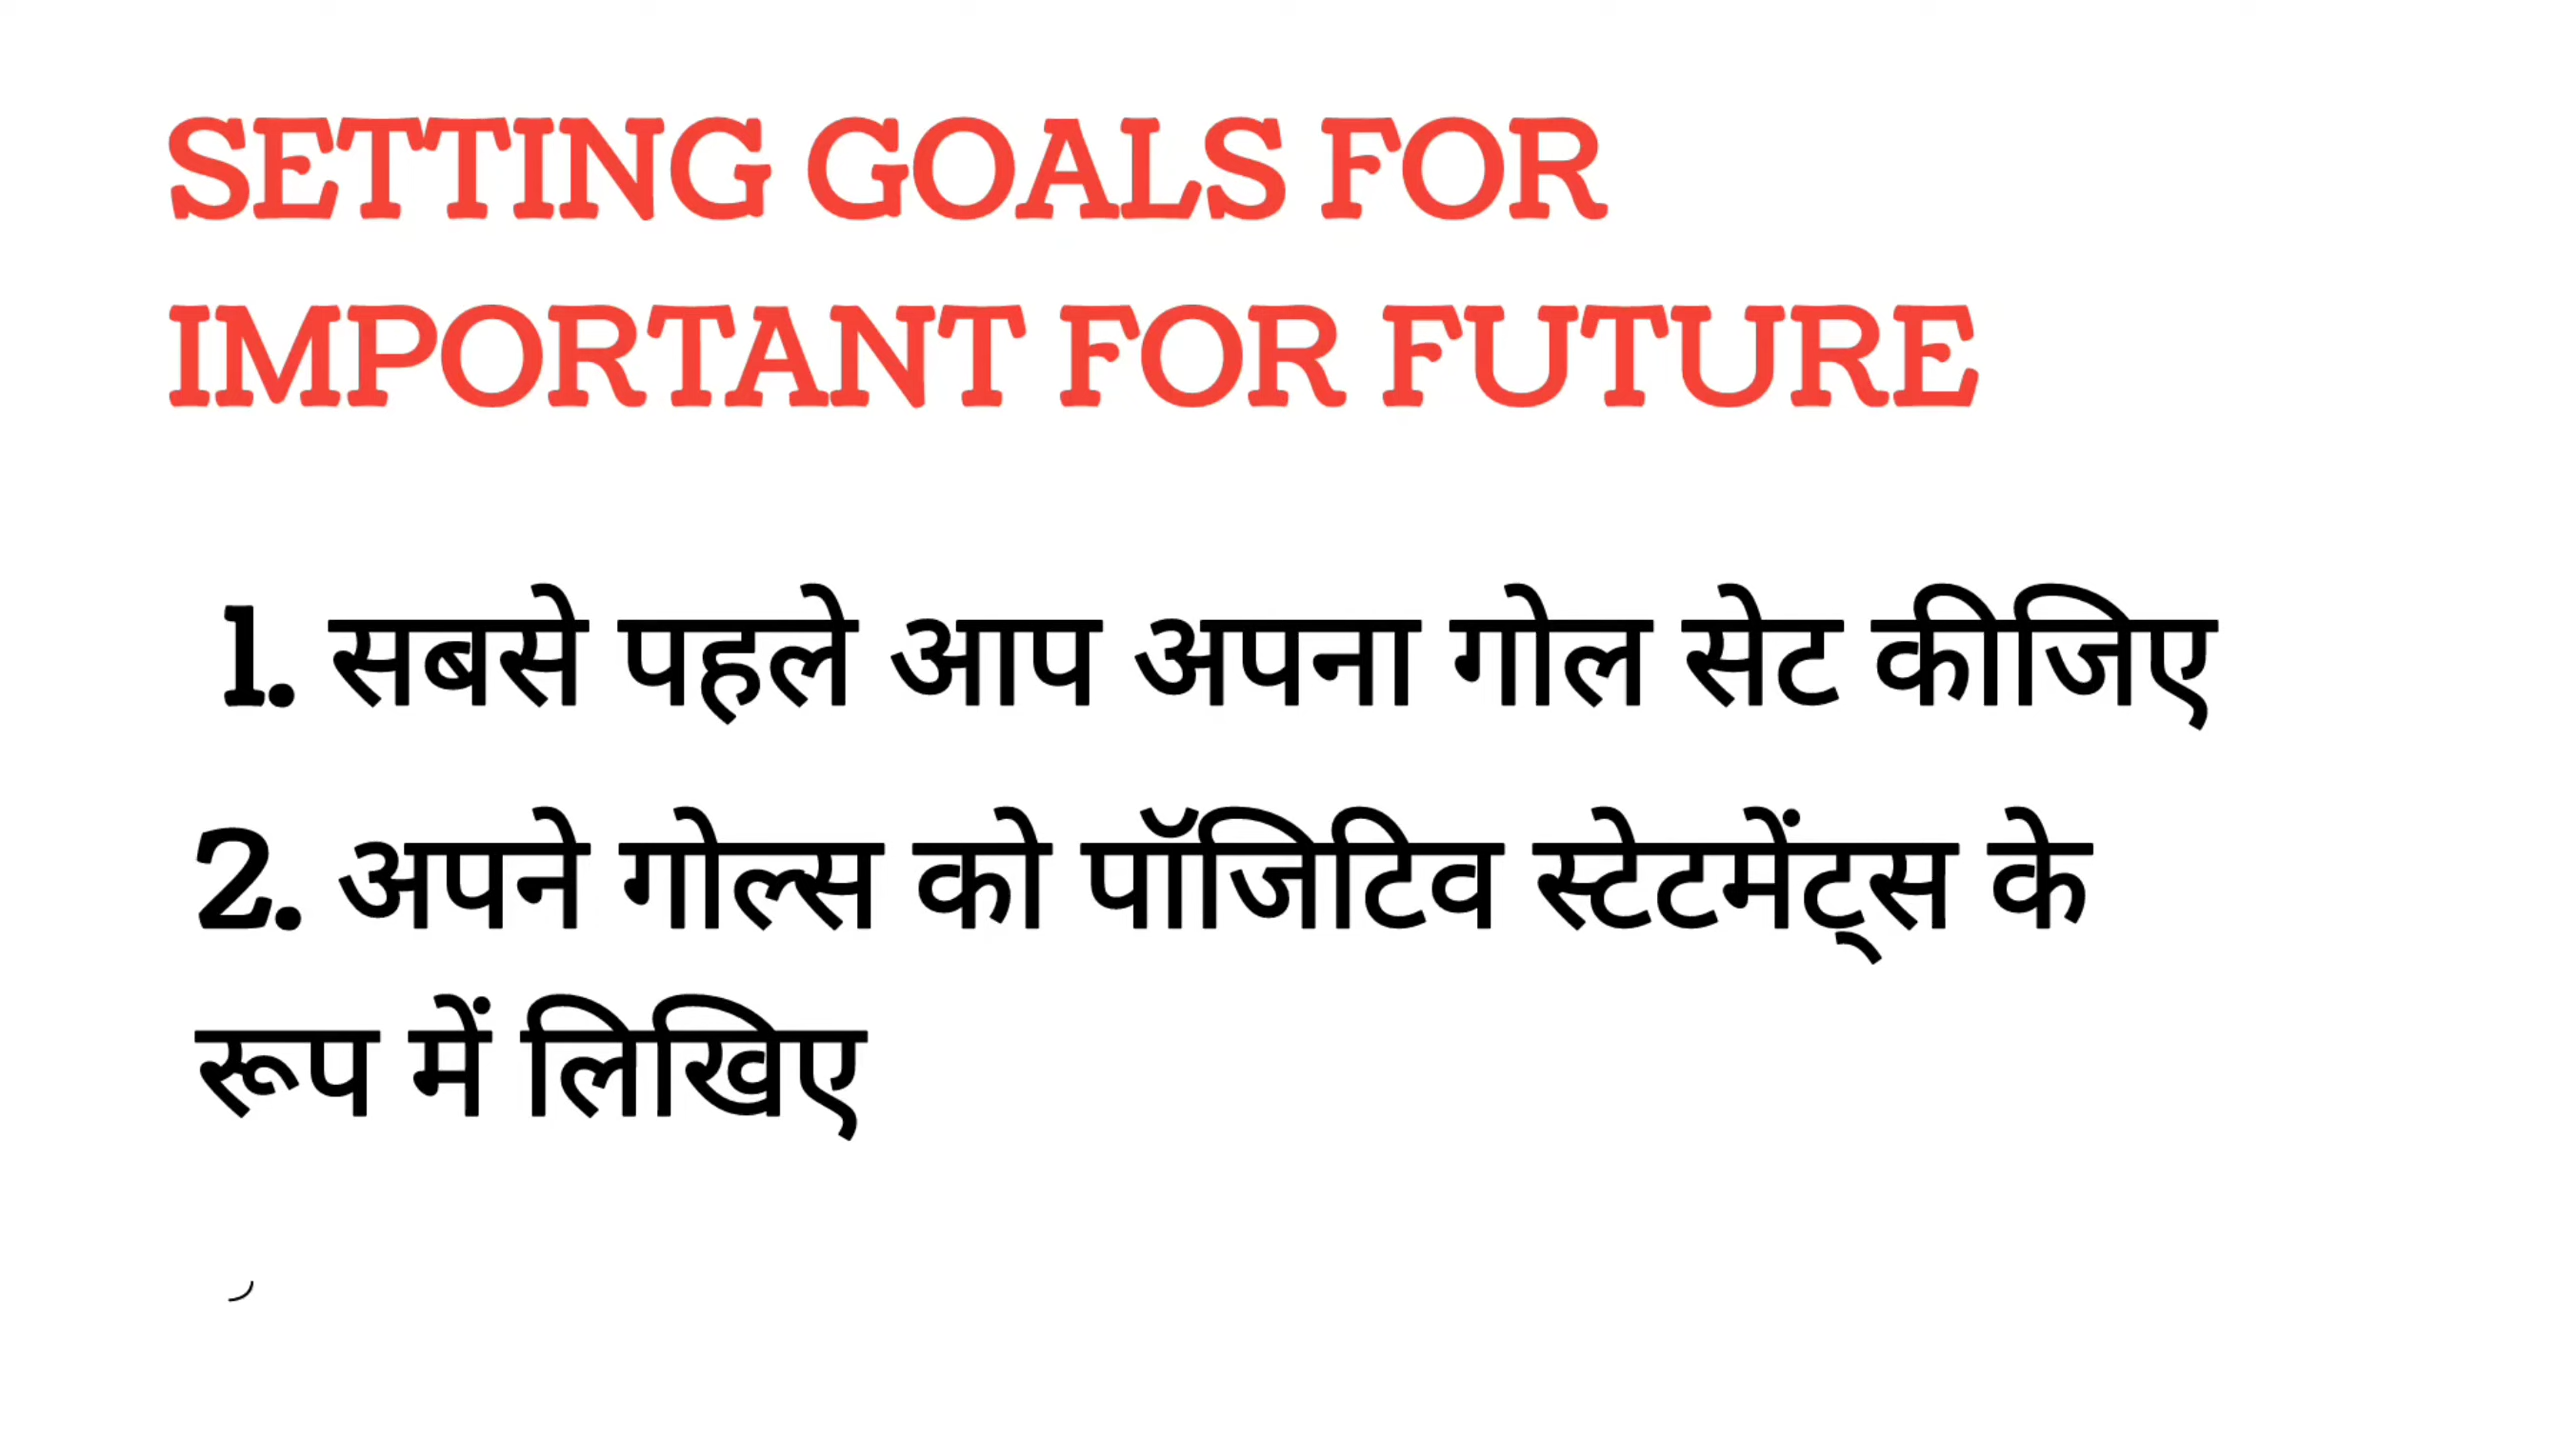 SETTING GOALS FOR
IMPORTANT FOR FUTURE
1. सबसे पहले आप अपना गोल सेट कीजिए
2. अपने गोल्स को पॉजिटिव स्टेटमेंट्स के
रूप में लिखिए